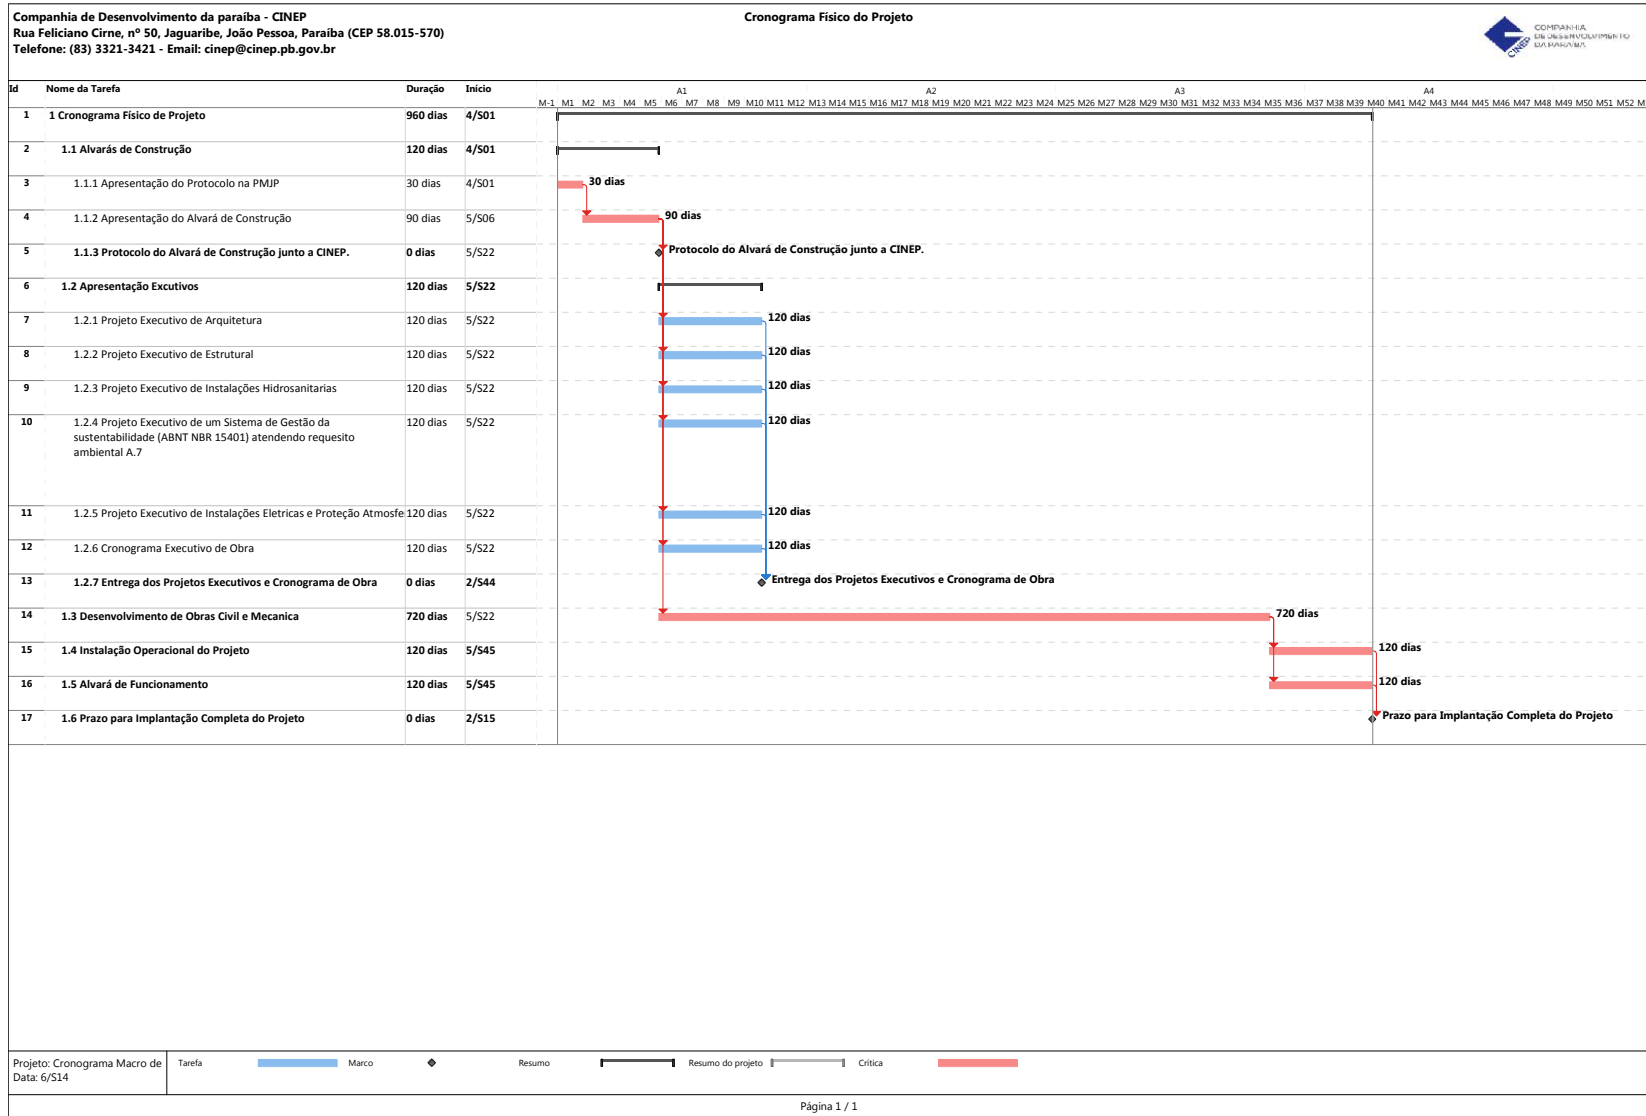 Companhia de Desenvolvimento da paraíba - CINEP
Rua Feliciano Cirne, nº 50, Jaguaribe, João Pessoa, Paraíba (CEP 58.015-570)
Telefone: (83) 3321-3421 - Email: cinep@cinep.pb.gov.br
Cronograma Físico do Projeto
CINEP
COMPANHIA
DE DESENVOLVIMENTO
DA PARAÍBA
Id Nome da Tarefa Duração Início
A1 A2 A3 A4
M-1 M1 M2 M3 M4 M5 M6 M7 M8 M9 M10 M11 M12 M13 M14 M15 M16 M17 M18 M19 M20 M21 M22 M23 M24 M25 M26 M27 M28 M29 M30 M31 M32 M33 M34 M35 M36 M37 M38 M39 M40 M41 M42 M43 M44 M45 M46 M47 M48 M49 M50 M51 M52 M
1 1 Cronograma Físico de Projeto 960 dias 4/S01
2 1.1 Alvarás de Construção 120 dias 4/S01
3 1.1.1 Apresentação do Protocolo na PMJP 30 dias 4/S01 30 dias
4 1.1.2 Apresentação do Alvará de Construção 90 dias 5/S06 90 dias
5 1.1.3 Protocolo do Alvará de Construção junto a CINEP. 0 dias 5/S22 Protocolo do Alvará de Construção junto a CINEP.
6 1.2 Apresentação Excutivos 120 dias 5/S22
7 1.2.1 Projeto Executivo de Arquitetura 120 dias 5/S22 120 dias
8 1.2.2 Projeto Executivo de Estrutural 120 dias 5/S22 120 dias
9 1.2.3 Projeto Executivo de Instalações Hidrosanitarias 120 dias 5/S22 120 dias
10 1.2.4 Projeto Executivo de um Sistema de Gestão da 120 dias 5/S22 120 dias
sustentabilidade (ABNT NBR 15401) atendendo requesito
ambiental A.7
11 1.2.5 Projeto Executivo de Instalações Eletricas e Proteção Atmosfe 120 dias 5/S22 120 dias
12 1.2.6 Cronograma Executivo de Obra 120 dias 5/S22 120 dias
13 1.2.7 Entrega dos Projetos Executivos e Cronograma de Obra 0 dias 2/S44 Entrega dos Projetos Executivos e Cronograma de Obra
14 1.3 Desenvolvimento de Obras Civil e Mecanica 720 dias 5/S22 720 dias
15 1.4 Instalação Operacional do Projeto 120 dias 5/S45 120 dias
16 1.5 Alvará de Funcionamento 120 dias 5/S45 120 dias
17 1.6 Prazo para Implantação Completa do Projeto 0 dias 2/S15 Prazo para Implantação Completa do Projeto
Projeto: Cronograma Macro de
Data: 6/S14
Tarefa Marco Resumo Resumo do projeto Crítica
Página 1 / 1